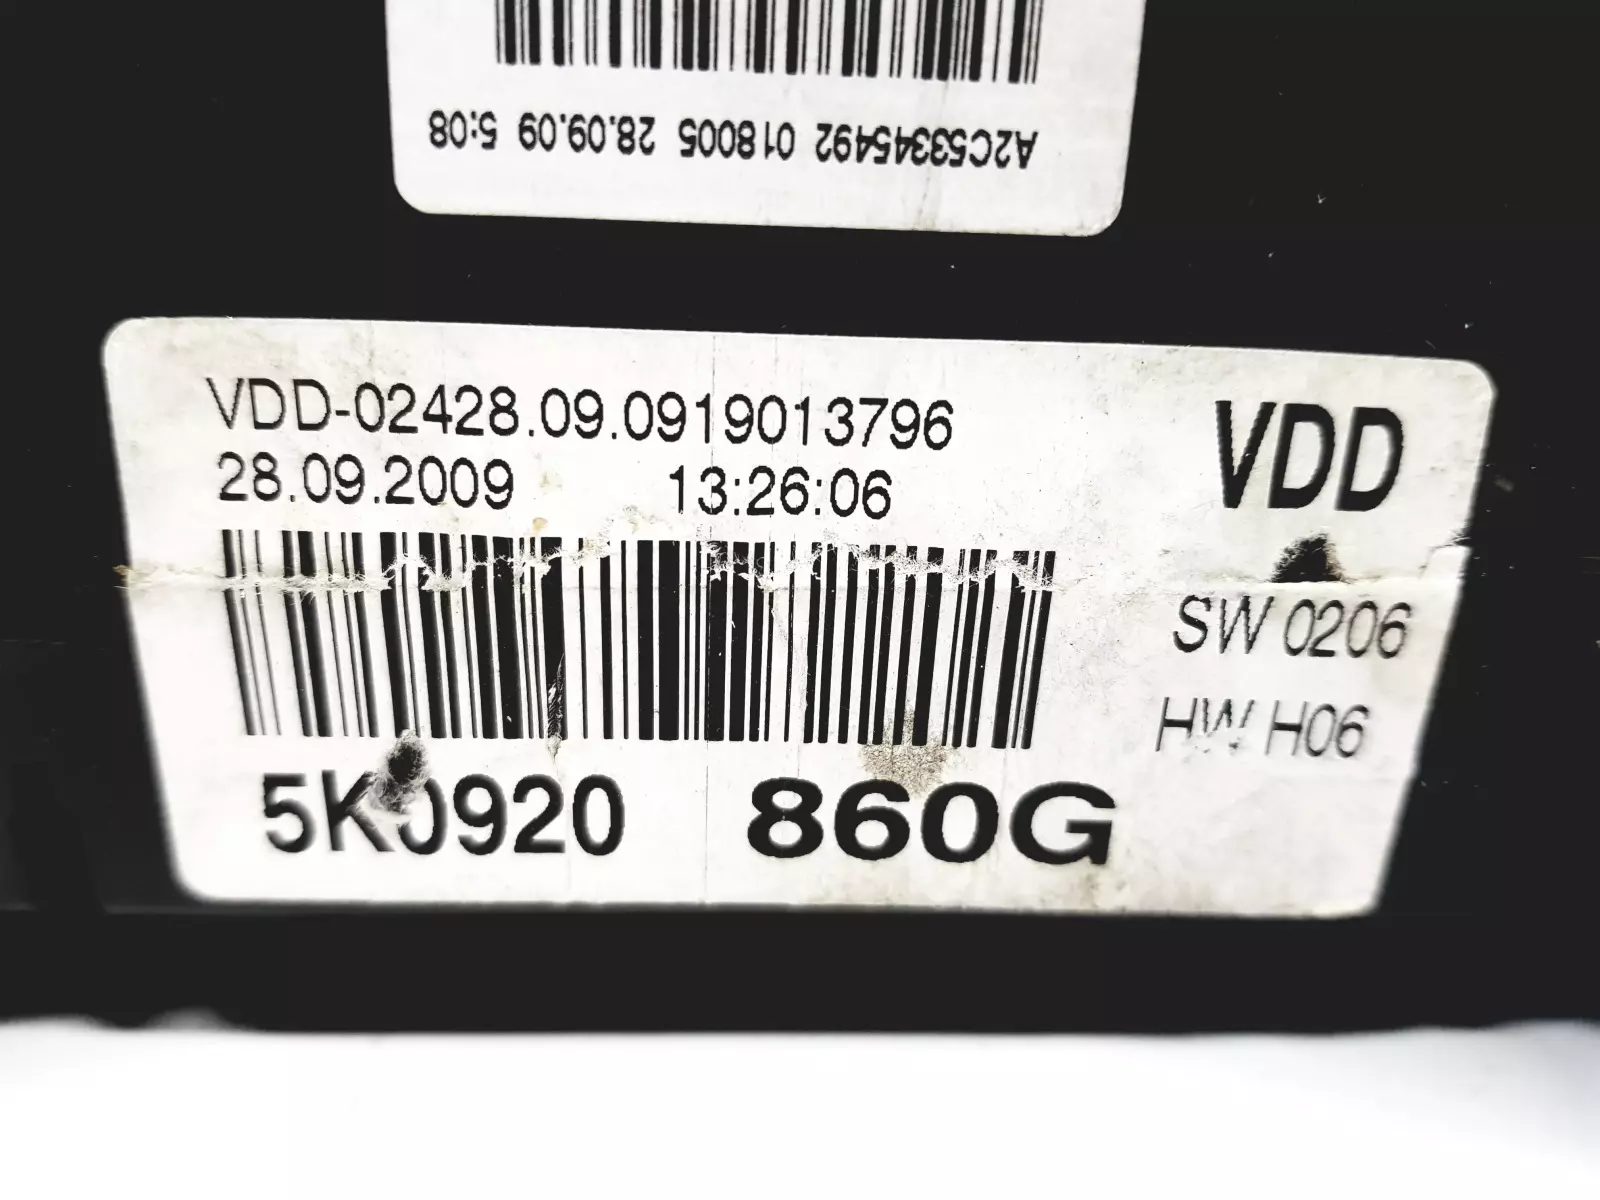 A2C53345492 018005 28.09.09 5:08
VDD-02428.09.0919013796
28.09.2009 13:26:06
VDD
SW 0206
HW H06
5K0920 860G